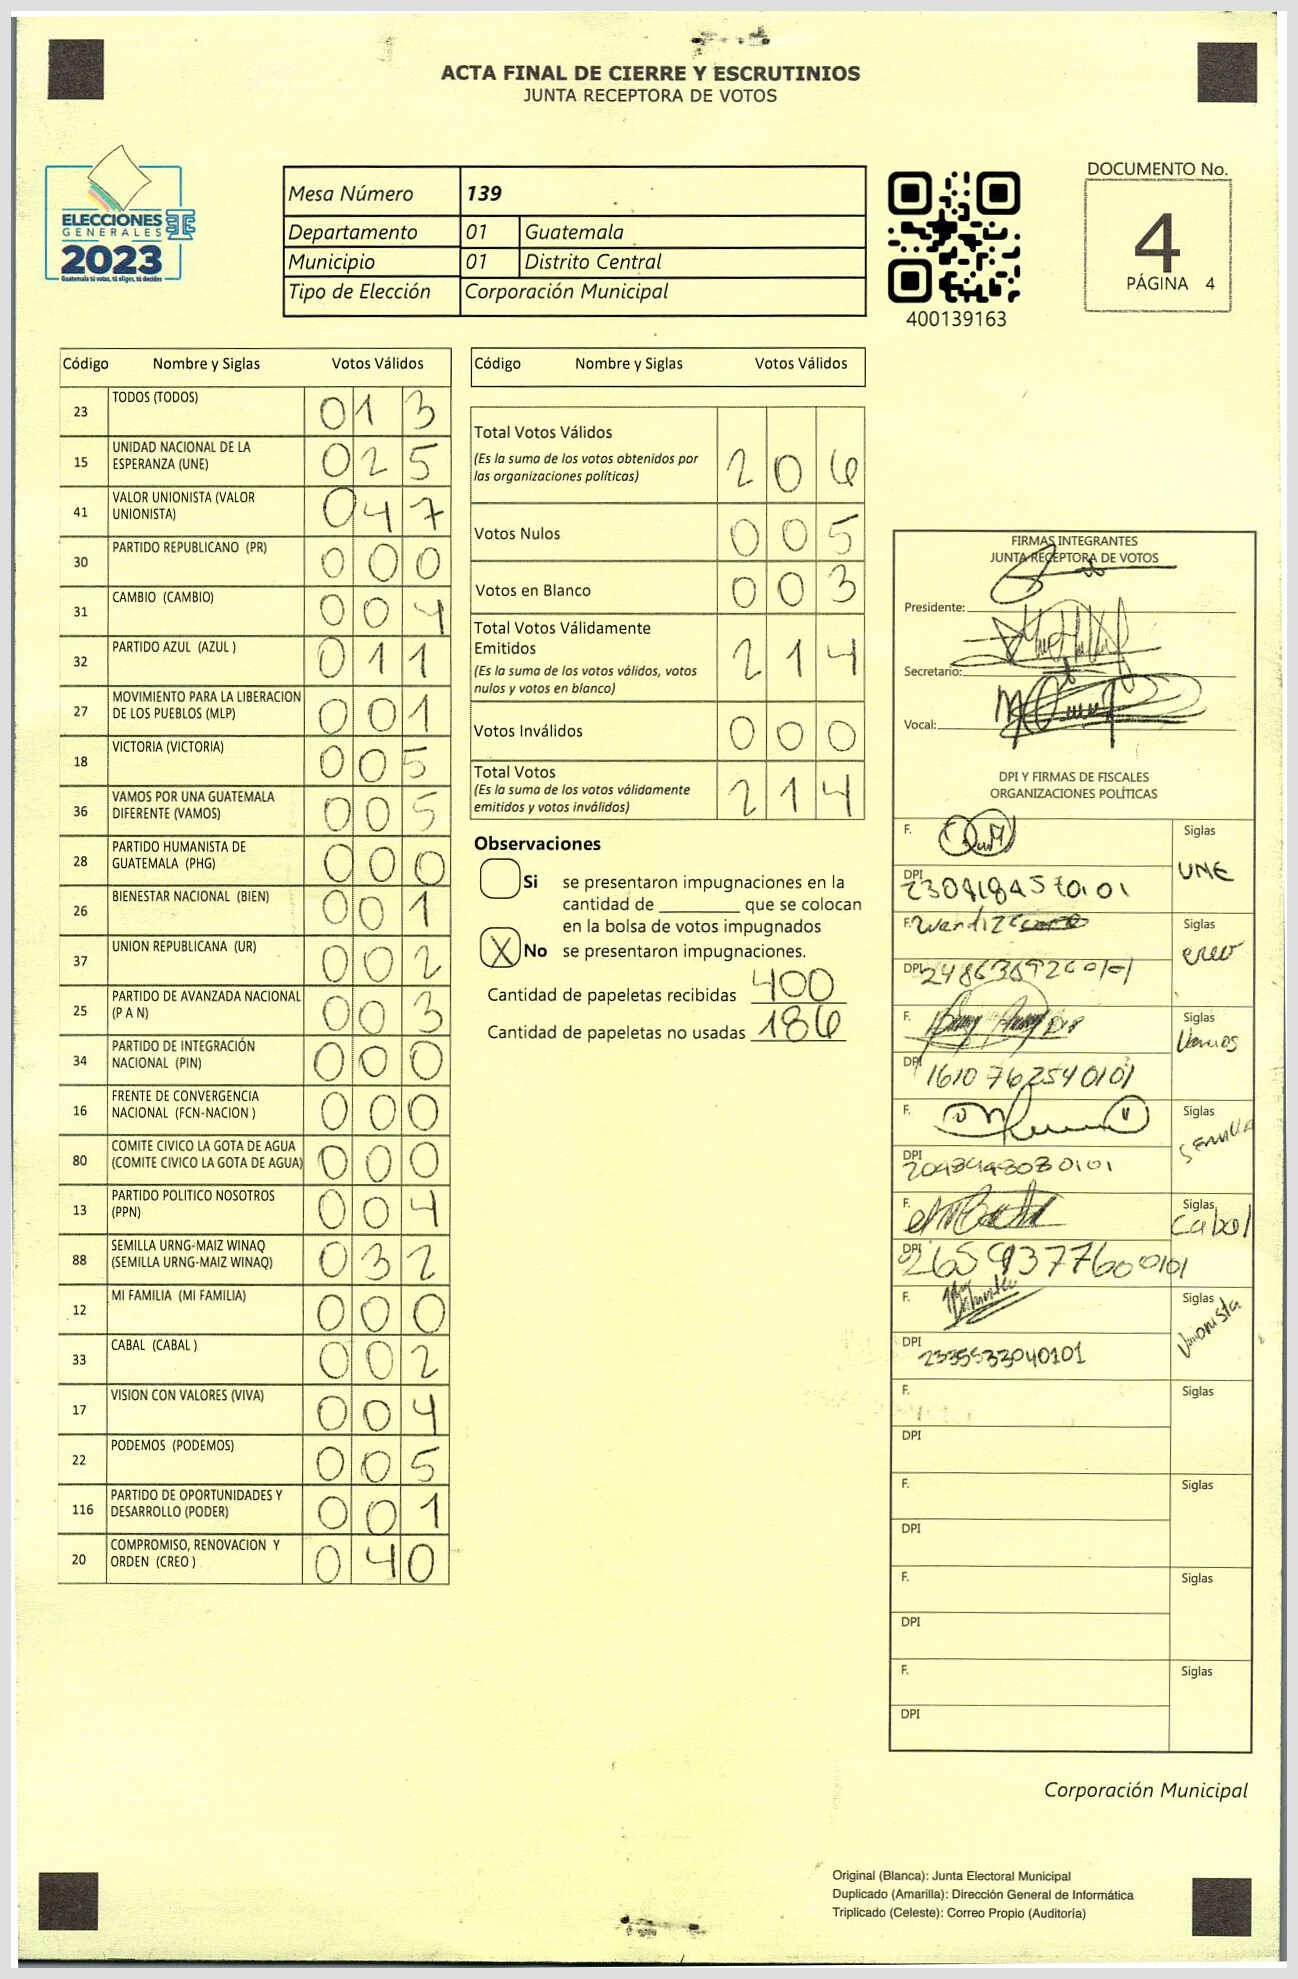 ACTA FINAL DE CIERRE Y ESCRUTINIOS
JUNTA RECEPTORA DE VOTOS
ELECCIONES
GENERALES
2023
Guatemala tú votas, tú eliges, tú decides
Mesa Número 139
Departamento 01 Guatemala
Municipio 01 Distrito Central
Tipo de Elección Corporación Municipal
400139163
DOCUMENTO No.
4
PÁGINA 4
Código Nombre y Siglas Votos Válidos
23 TODOS (TODOS) 0 1 3
15 UNIDAD NACIONAL DE LA
ESPERANZA (UNE) 0 2 5
41 VALOR UNIONISTA (VALOR
UNIONISTA) 0 4 7
30 PARTIDO REPUBLICANO (PR) 0 0 0
31 CAMBIO (CAMBIO) 0 0 4
32 PARTIDO AZUL (AZUL ) 0 1 1
27 MOVIMIENTO PARA LA LIBERACION
DE LOS PUEBLOS (MLP) 0 0 1
18 VICTORIA (VICTORIA) 0 0 5
36 VAMOS POR UNA GUATEMALA
DIFERENTE (VAMOS) 0 0 5
28 PARTIDO HUMANISTA DE
GUATEMALA (PHG) 0 0 0
26 BIENESTAR NACIONAL (BIEN) 0 0 1
37 UNION REPUBLICANA (UR) 0 0 2
25 PARTIDO DE AVANZADA NACIONAL
(P A N) 0 0 3
34 PARTIDO DE INTEGRACIÓN
NACIONAL (PIN) 0 0 0
16 FRENTE DE CONVERGENCIA
NACIONAL (FCN-NACION ) 0 0 0
80 COMITE CIVICO LA GOTA DE AGUA
(COMITE CIVICO LA GOTA DE AGUA) 0 0 0
13 PARTIDO POLITICO NOSOTROS
(PPN) 0 0 4
88 SEMILLA URNG-MAIZ WINAQ
(SEMILLA URNG-MAIZ WINAQ) 0 3 2
12 MI FAMILIA (MI FAMILIA) 0 0 0
33 CABAL (CABAL ) 0 0 2
17 VISION CON VALORES (VIVA) 0 0 4
22 PODEMOS (PODEMOS) 0 0 5
116 PARTIDO DE OPORTUNIDADES Y
DESARROLLO (PODER) 0 0 1
20 COMPROMISO, RENOVACION Y
ORDEN (CREO ) 0 4 0
Código Nombre y Siglas Votos Válidos
Total Votos Válidos
(Es la suma de los votos obtenidos por
las organizaciones políticas) 2 0 6
Votos Nulos 0 0 5
Votos en Blanco 0 0 3
Total Votos Válidamente
Emitidos
(Es la suma de los votos válidos, votos
nulos y votos en blanco) 2 1 4
Votos Inválidos 0 0 0
Total Votos
(Es la suma de los votos válidamente
emitidos y votos inválidos) 2 1 4
Observaciones
Si se presentaron impugnaciones en la
cantidad de ________ que se colocan
en la bolsa de votos impugnados
X No se presentaron impugnaciones.
Cantidad de papeletas recibidas 400
Cantidad de papeletas no usadas 186
FIRMAS INTEGRANTES
JUNTA RECEPTORA DE VOTOS
Presidente:
Secretario:
Vocal:
DPI Y FIRMAS DE FISCALES
ORGANIZACIONES POLÍTICAS
F. Siglas
UNE
DPI
F. Siglas
creo
DPI
F. Siglas
Vamos
DPI 1610 76254 0101
F. Siglas
SEMILLA
DPI
F. Siglas
Cabal
DPI 2659377600101
F. Siglas
Unionista
DPI 2335533040101
F. Siglas
DPI
F. Siglas
DPI
F. Siglas
DPI
F. Siglas
DPI
Corporación Municipal
Original (Blanca): Junta Electoral Municipal
Duplicado (Amarilla): Dirección General de Informática
Triplicado (Celeste): Correo Propio (Auditoría)